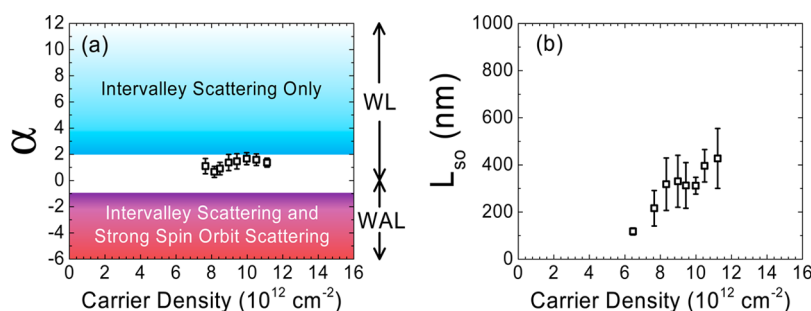 (a)
12
10
8
6
4
2
0
-2
-4
-6
α
Intervalley Scattering Only
Intervalley Scattering and
Strong Spin Orbit Scattering
WL
WAL
0 2 4 6 8 10 12 14 16
Carrier Density (10¹² cm⁻²)
(b)
1000
800
600
400
200
0
Lₛₒ (nm)
0 2 4 6 8 10 12 14 16
Carrier Density (10¹² cm⁻²)